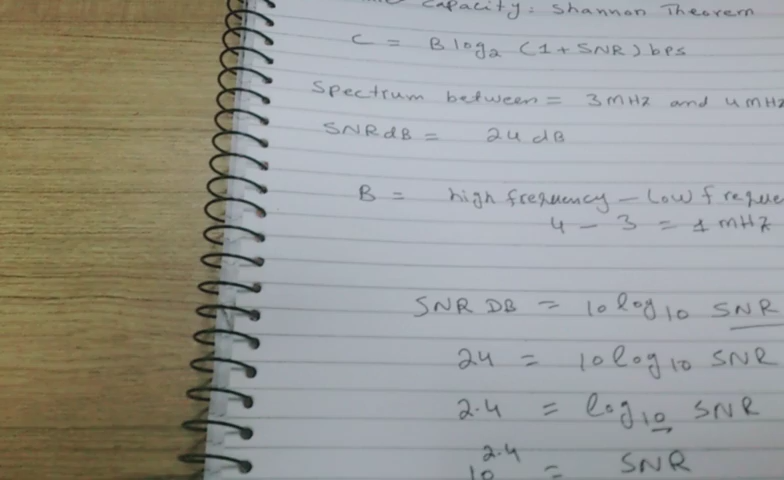 capacity: Shannon Theorem
C = B log2 (1 + SNR) bps
Spectrum between = 3 mHz and 4 mHz
SNR dB = 24 dB
B = high frequency - Low freque
4 - 3 = 1 mHz
SNR DB = 10 log10 SNR
24 = 10 log10 SNR
2.4 = log10 SNR
10^2.4 = SNR